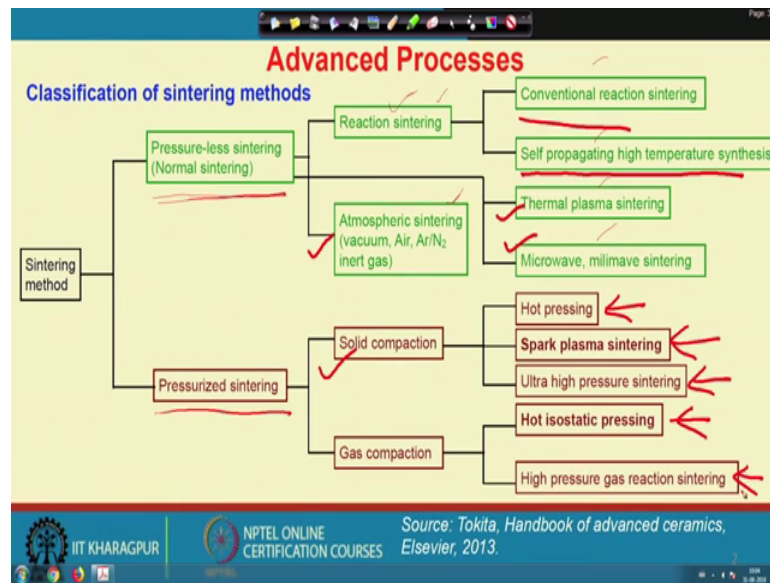 Page: 
Advanced Processes
Classification of sintering methods
Sintering
method
Pressure-less sintering
(Normal sintering)
Reaction sintering
Conventional reaction sintering
Self propagating high temperature synthesis
Atmospheric sintering
(vacuum, Air, Ar/N₂
inert gas)
Thermal plasma sintering
Microwave, milimave sintering
Pressurized sintering
Solid compaction
Hot pressing
Spark plasma sintering
Ultra high pressure sintering
Gas compaction
Hot isostatic pressing
High pressure gas reaction sintering
IIT KHARAGPUR
NPTEL ONLINE
CERTIFICATION COURSES
NPTEL
Source: Tokita, Handbook of advanced ceramics,
Elsevier, 2013.
2